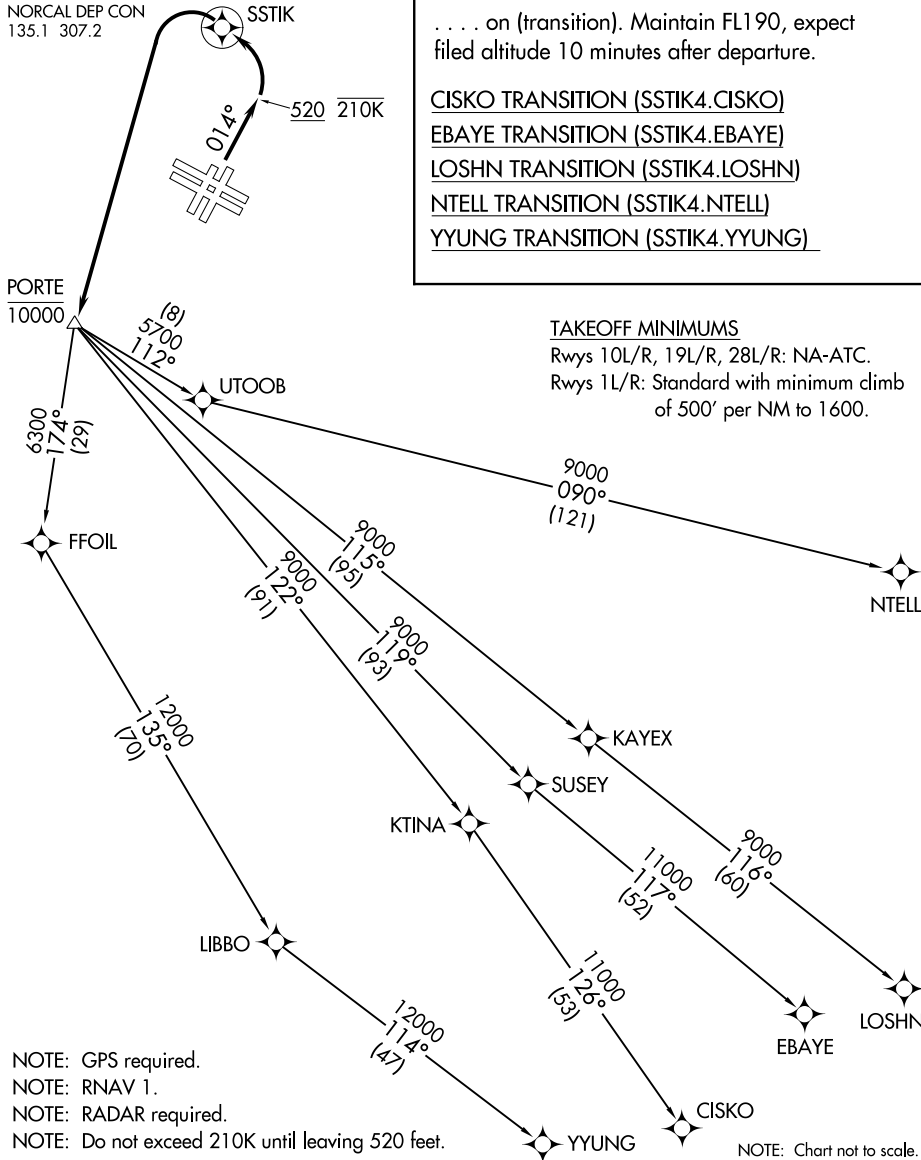 NORCAL DEP CON
135.1 307.2
SSTIK
014°
520 210K
. . . . on (transition). Maintain FL190, expect
filed altitude 10 minutes after departure.
CISKO TRANSITION (SSTIK4.CISKO)
EBAYE TRANSITION (SSTIK4.EBAYE)
LOSHN TRANSITION (SSTIK4.LOSHN)
NTELL TRANSITION (SSTIK4.NTELL)
YYUNG TRANSITION (SSTIK4.YYUNG)
PORTE
10000
(8)
5700
112°
UTOOB
TAKEOFF MINIMUMS
Rwys 10L/R, 19L/R, 28L/R: NA-ATC.
Rwys 1L/R: Standard with minimum climb
of 500' per NM to 1600.
6300
174°
(29)
9000
090°
(121)
FFOIL
9000
115°
(95)
9000
122°
(91)
9000
119°
(93)
NTELL
12000
135°
(70)
KAYEX
SUSEY
KTINA
9000
116°
(60)
11000
117°
(52)
LIBBO
11000
126°
(53)
12000
114°
(47)
LOSHN
EBAYE
CISKO
YYUNG
NOTE: GPS required.
NOTE: RNAV 1.
NOTE: RADAR required.
NOTE: Do not exceed 210K until leaving 520 feet.
NOTE: Chart not to scale.